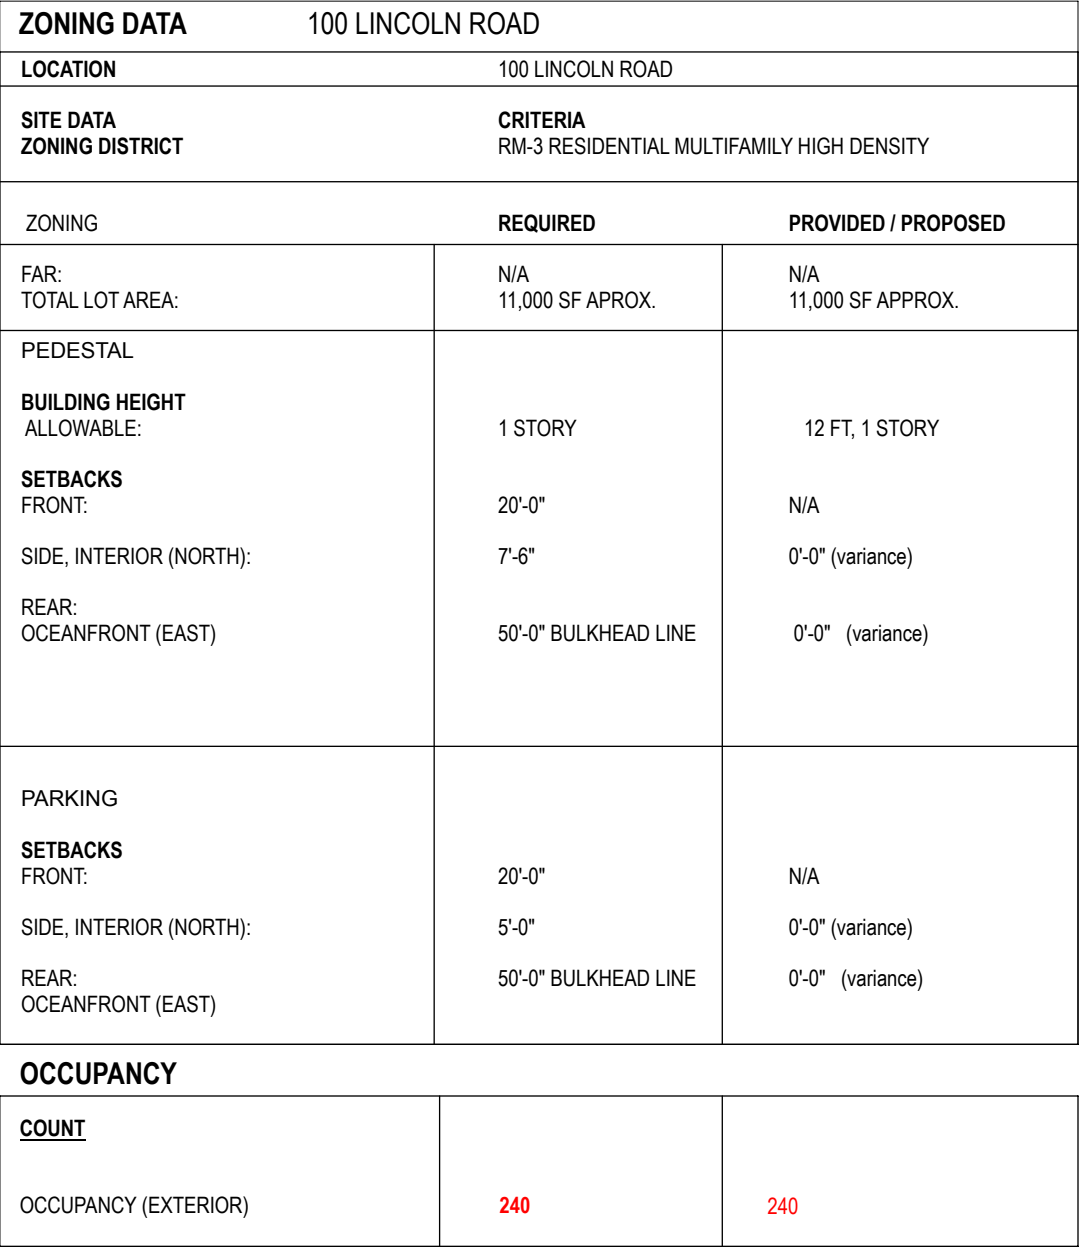 ZONING DATA 100 LINCOLN ROAD
LOCATION 100 LINCOLN ROAD
SITE DATA CRITERIA
ZONING DISTRICT RM-3 RESIDENTIAL MULTIFAMILY HIGH DENSITY
ZONING REQUIRED PROVIDED / PROPOSED
FAR: N/A N/A
TOTAL LOT AREA: 11,000 SF APROX. 11,000 SF APPROX.
PEDESTAL
BUILDING HEIGHT
ALLOWABLE: 1 STORY 12 FT, 1 STORY
SETBACKS
FRONT: 20'-0" N/A
SIDE, INTERIOR (NORTH): 7'-6" 0'-0" (variance)
REAR:
OCEANFRONT (EAST) 50'-0" BULKHEAD LINE 0'-0" (variance)
PARKING
SETBACKS
FRONT: 20'-0" N/A
SIDE, INTERIOR (NORTH): 5'-0" 0'-0" (variance)
REAR: 50'-0" BULKHEAD LINE 0'-0" (variance)
OCEANFRONT (EAST)
OCCUPANCY
COUNT
OCCUPANCY (EXTERIOR) 240 240